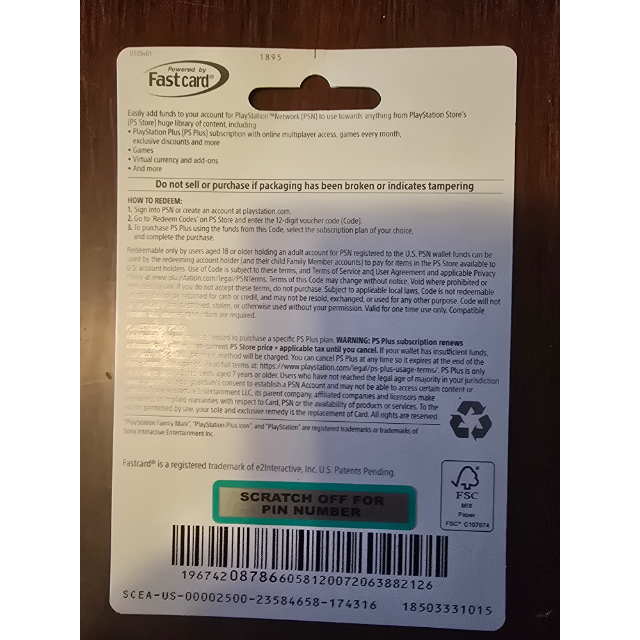 0120v01
1895
Powered by
Fastcard®
Easily add funds to your account for PlayStation™Network (PSN) to use towards anything from PlayStation Store's
(PS Store) huge library of content, including
• PlayStation Plus (PS Plus) subscription with online multiplayer access, games every month,
exclusive discounts and more
• Games
• Virtual currency and add-ons
• And more
Do not sell or purchase if packaging has been broken or indicates tampering
HOW TO REDEEM:
1. Sign into PSN or create an account at playstation.com.
2. Go to 'Redeem Codes' on PS Store and enter the 12-digit voucher code (Code).
3. To purchase PS Plus using the funds from this Code, select the subscription plan of your choice,
and complete the purchase.
Redeemable only by users aged 18 or older holding an adult account for PSN registered to the U.S. PSN wallet funds can be
used by the redeeming account holder (and their child Family Member accounts) to pay for items in the PS Store available to
U.S. account holders. Use of Code is subject to these terms, and Terms of Service and User Agreement and applicable Privacy
Policy at www.playstation.com/legal/PSNTerms. Terms of this Code may change without notice. Void where prohibited or
by law. If you do not accept these terms, do not purchase. Subject to applicable local laws, Code is not redeemable
be returned for cash or credit, and may not be resold, exchanged, or used for any other purpose. Code will not
destroyed, stolen, or otherwise used without your permission. Valid for one time use only. Compatible
are required.
PLAYSTATION PLUS:
needed to purchase a specific PS Plus plan. WARNING: PS Plus subscription renews
current PS Store price + applicable tax until you cancel. If your wallet has insufficient funds,
method will be charged. You can cancel PS Plus at any time so it expires at the end of the
Read full terms at: https://www.playstation.com/legal/ps-plus-usage-terms/. PS Plus is only
aged 7 years or older. Users who have not reached the legal age of majority in your jurisdiction
consent to establish a PSN Account and may not be able to access certain content or
Entertainment LLC, its parent company, affiliated companies and licensors make
implied warranties with respect to Card, PSN or the availability of products or services. To the
permitted by law, your sole and exclusive remedy is the replacement of Card. All rights are reserved.
"PlayStation Family Mark", "PlayStation Plus icon", and "PlayStation" are registered trademarks or trademarks of
Sony Interactive Entertainment Inc.
Fastcard® is a registered trademark of e2interactive, Inc. U.S. Patents Pending.
SCRATCH OFF FOR
PIN NUMBER
FSC
MIX
Paper
FSC™ C107074
196742087866058120072063882126
SCEA-US-00002500-23584658-174316
18503331015